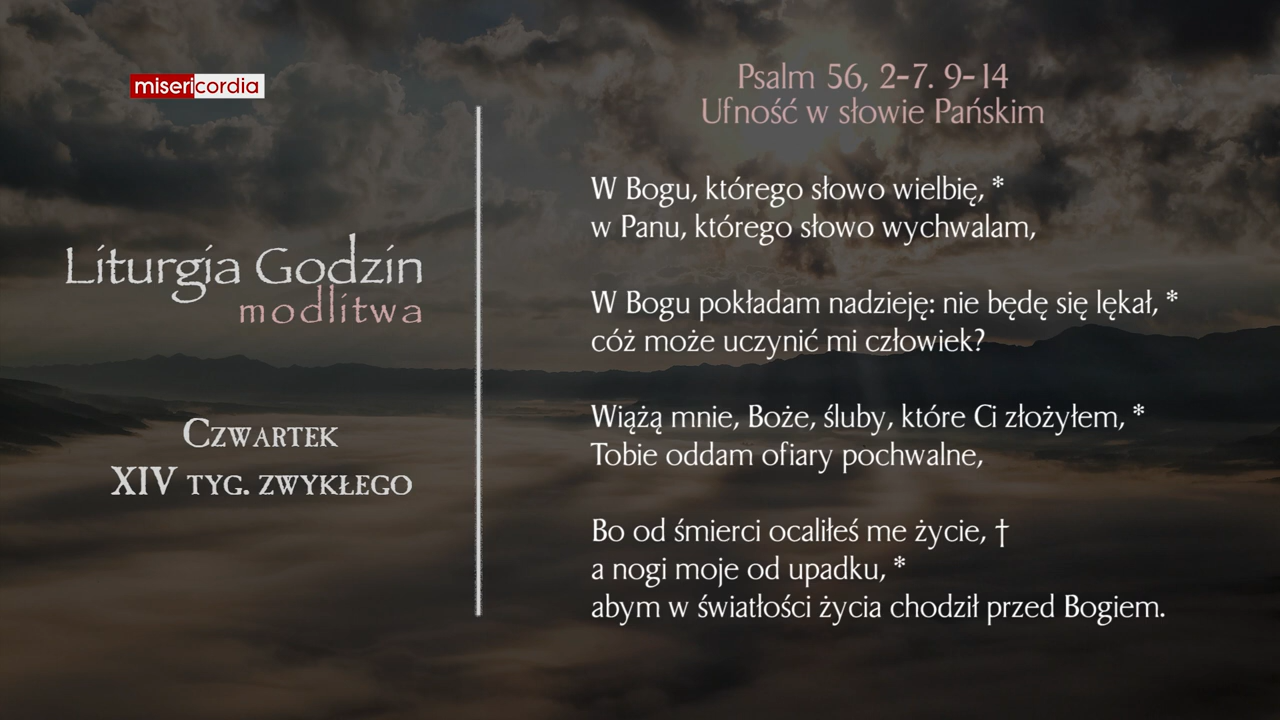 misericordia
Liturgia Godzin
modlitwa
Czwartek
XIV tyg. zwykłego
Psalm 56, 2-7. 9-14
Ufność w słowie Pańskim
W Bogu, którego słowo wielbię, *
w Panu, którego słowo wychwalam,
W Bogu pokładam nadzieję: nie będę się lękał, *
cóż może uczynić mi człowiek?
Wiążą mnie, Boże, śluby, które Ci złożyłem, *
Tobie oddam ofiary pochwalne,
Bo od śmierci ocaliłeś me życie, †
a nogi moje od upadku, *
abym w światłości życia chodził przed Bogiem.